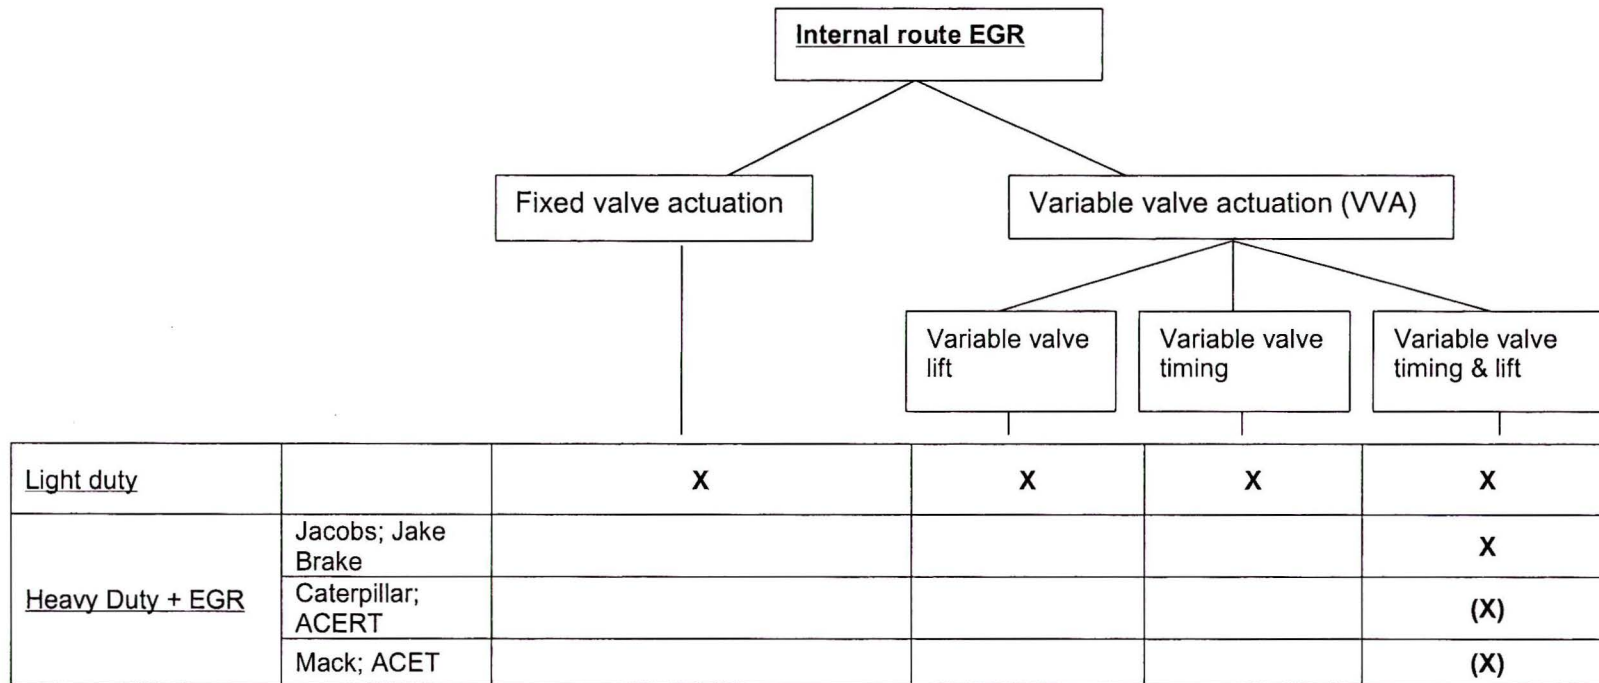 Internal route EGR
Fixed valve actuation
Variable valve actuation (VVA)
Variable valve
lift
Variable valve
timing
Variable valve
timing & lift
Light duty
X
X
X
X
Heavy Duty + EGR
Jacobs; Jake
Brake
X
Caterpillar;
ACERT
(X)
Mack; ACET
(X)